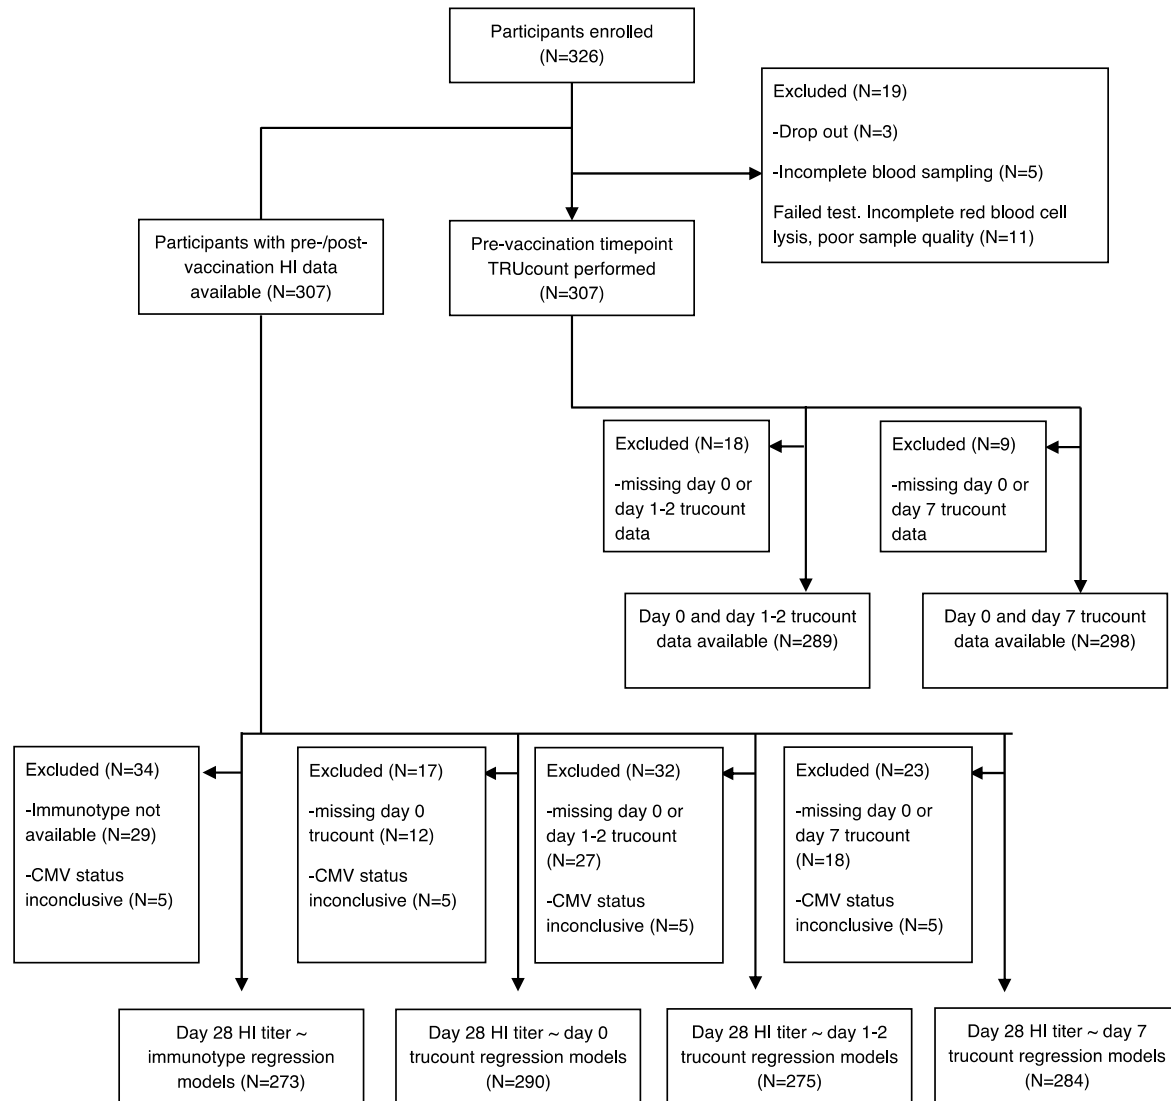 Participants enrolled
(N=326)
Excluded (N=19)
-Drop out (N=3)
-Incomplete blood sampling (N=5)
Failed test. Incomplete red blood cell
lysis, poor sample quality (N=11)
Participants with pre-/post-
vaccination HI data
available (N=307)
Pre-vaccination timepoint
TRUcount performed
(N=307)
Excluded (N=18)
-missing day 0 or
day 1-2 trucount
data
Excluded (N=9)
-missing day 0 or
day 7 trucount
data
Day 0 and day 1-2 trucount
data available (N=289)
Day 0 and day 7 trucount
data available (N=298)
Excluded (N=34)
-Immunotype not
available (N=29)
-CMV status
inconclusive (N=5)
Excluded (N=17)
-missing day 0
trucount (N=12)
-CMV status
inconclusive (N=5)
Excluded (N=32)
-missing day 0 or
day 1-2 trucount
(N=27)
-CMV status
inconclusive (N=5)
Excluded (N=23)
-missing day 0 or
day 7 trucount
(N=18)
-CMV status
inconclusive (N=5)
Day 28 HI titer ~
immunotype regression
models (N=273)
Day 28 HI titer ~ day 0
trucount regression models
(N=290)
Day 28 HI titer ~ day 1-2
trucount regression models
(N=275)
Day 28 HI titer ~ day 7
trucount regression models
(N=284)